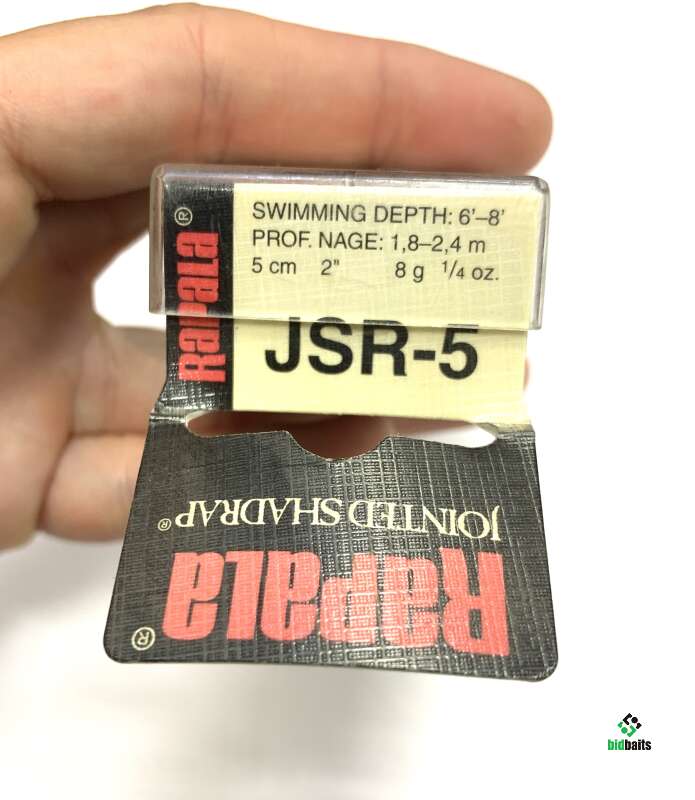 SWIMMING DEPTH: 6'–8'
PROF. NAGE: 1,8–2,4 m
5 cm 2" 8 g 1/4 oz.
RAPALA®
JSR-5
JOINTED SHADRAP®
RAPALA®
bidbaits